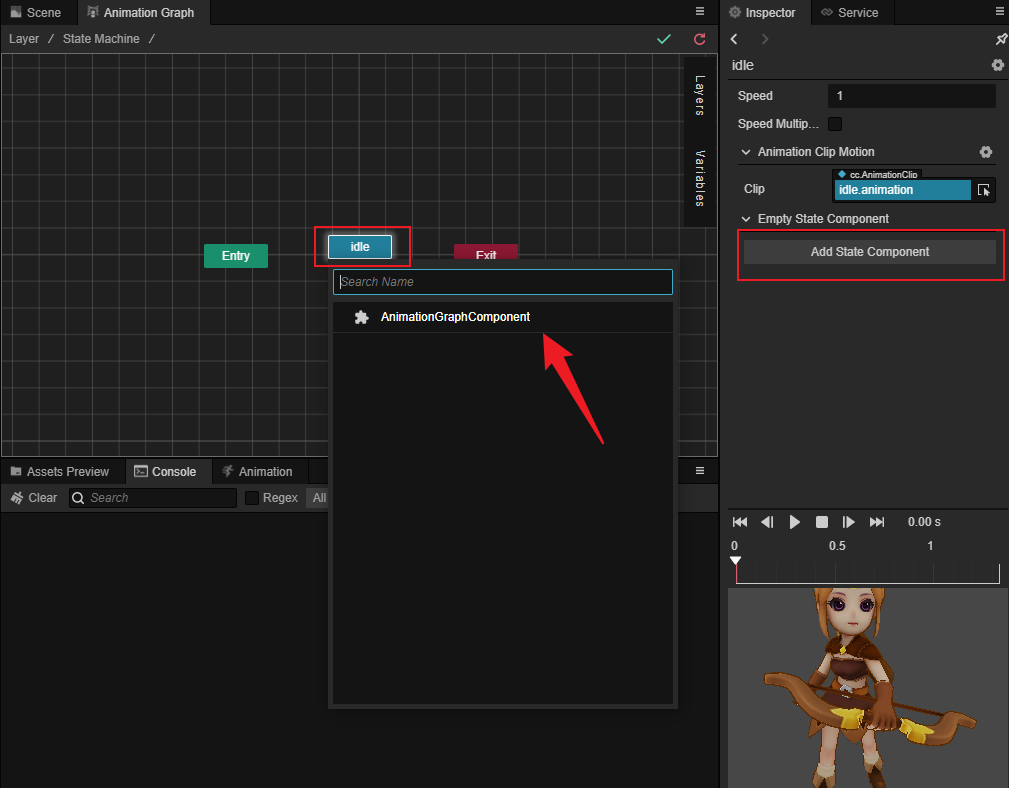 Scene
Animation Graph
Layer / State Machine /
Layers
Variables
Entry
idle
Exit
Search Name
AnimationGraphComponent
Assets Preview
Console
Animation
Clear
Search
Regex
All
Inspector
Service
idle
Speed
1
Speed Multip...
Animation Clip Motion
Clip
cc.AnimationClip
idle.animation
Empty State Component
Add State Component
0.00 s
0 0.5 1